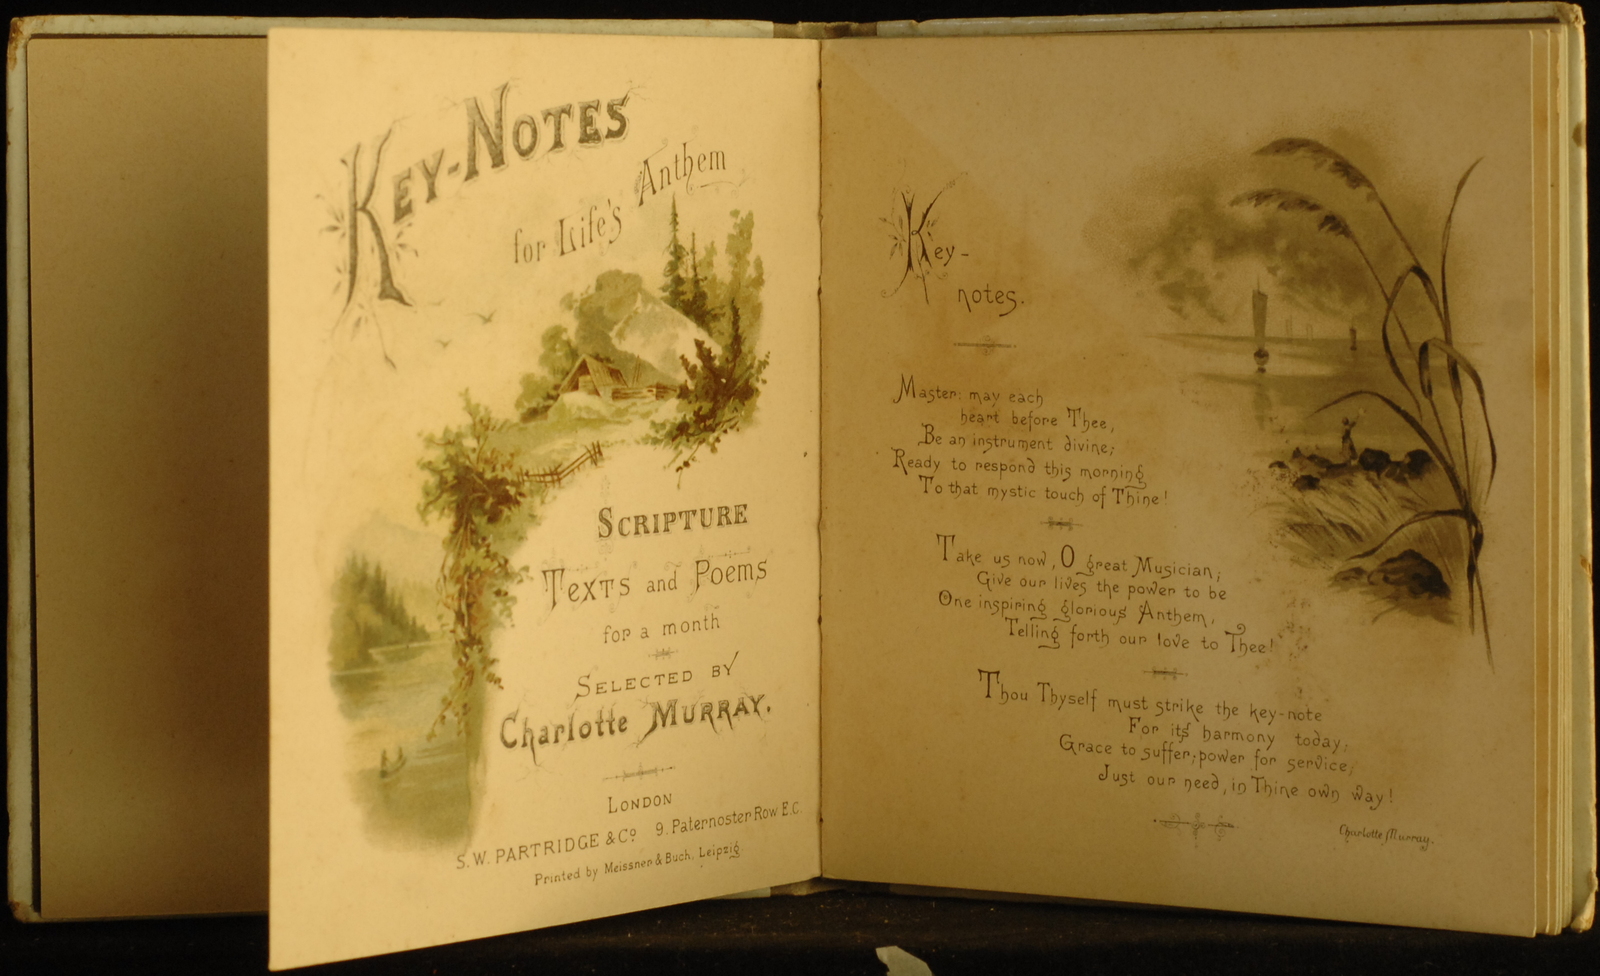 KEY-NOTES
for Life's Anthem
SCRIPTURE
TEXTS and Poems
for a month
SELECTED BY
Charlotte MURRAY.
LONDON
S. W. PARTRIDGE & Co 9. Paternoster Row E.C.
Printed by Meissner & Buch, Leipzig.
Key-
notes.
Master: may each
heart before Thee,
Be an instrument divine;
Ready to respond this morning
To that mystic touch of Thine!
Take us now, O great Musician;
Give our lives the power to be
One inspiring glorious Anthem,
Telling forth our love to Thee!
Thou Thyself must strike the key-note
For its harmony today;
Grace to suffer; power for service;
Just our need, in Thine own way!
Charlotte Murray.